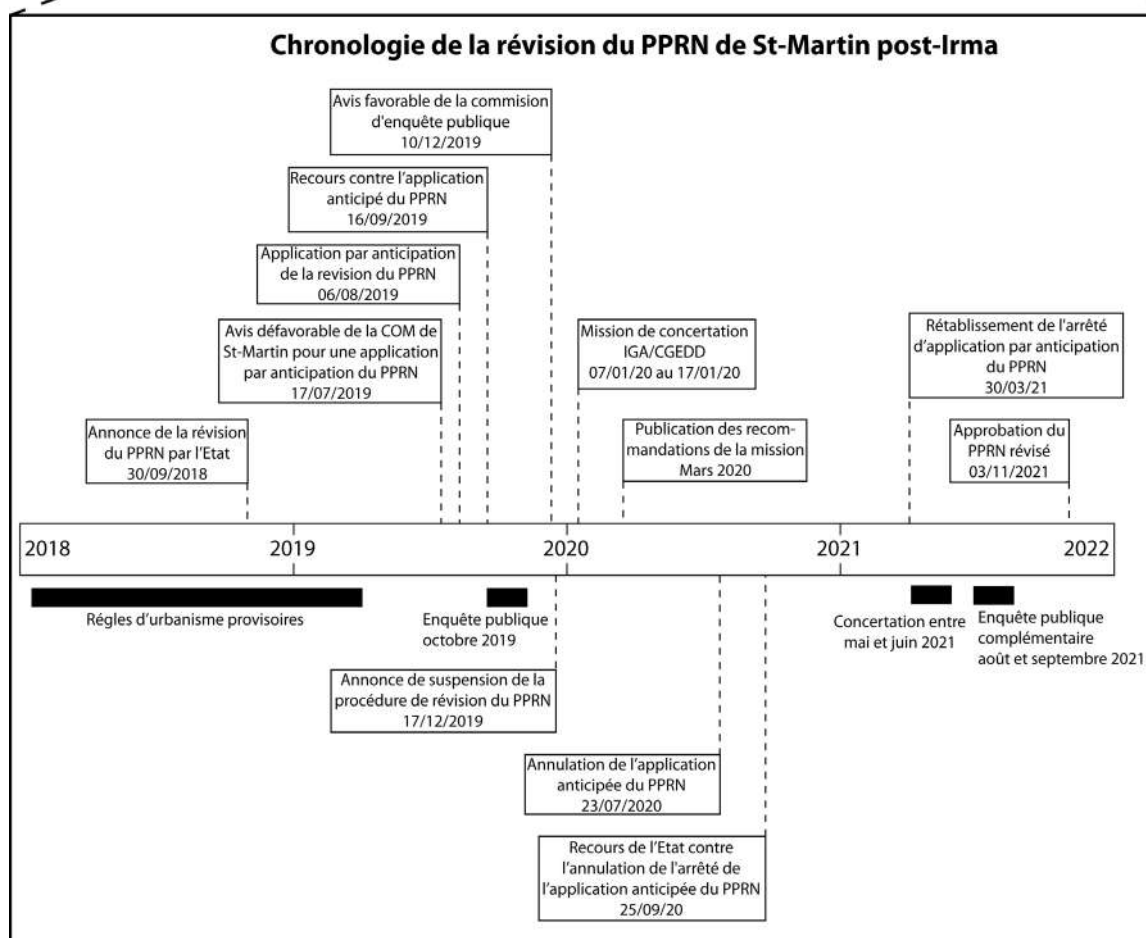 Chronologie de la révision du PPRN de St-Martin post-Irma
Avis favorable de la commision
d'enquête publique
10/12/2019
Recours contre l'application
anticipé du PPRN
16/09/2019
Application par anticipation
de la revision du PPRN
06/08/2019
Avis défavorable de la COM de
St-Martin pour une application
par anticipation du PPRN
17/07/2019
Annonce de la révision
du PPRN par l'Etat
30/09/2018
Mission de concertation
IGA/CGEDD
07/01/20 au 17/01/20
Publication des recom-
mandations de la mission
Mars 2020
Rétablissement de l'arrêté
d'application par anticipation
du PPRN
30/03/21
Approbation du
PPRN révisé
03/11/2021
2018 2019 2020 2021 2022
Régles d'urbanisme provisoires
Enquête publique
octobre 2019
Concertation entre
mai et juin 2021
Enquête publique
complémentaire
août et septembre 2021
Annonce de suspension de la
procédure de révision du PPRN
17/12/2019
Annulation de l'application
anticipée du PPRN
23/07/2020
Recours de l'Etat contre
l'annulation de l'arrêté de
l'application anticipée du PPRN
25/09/20